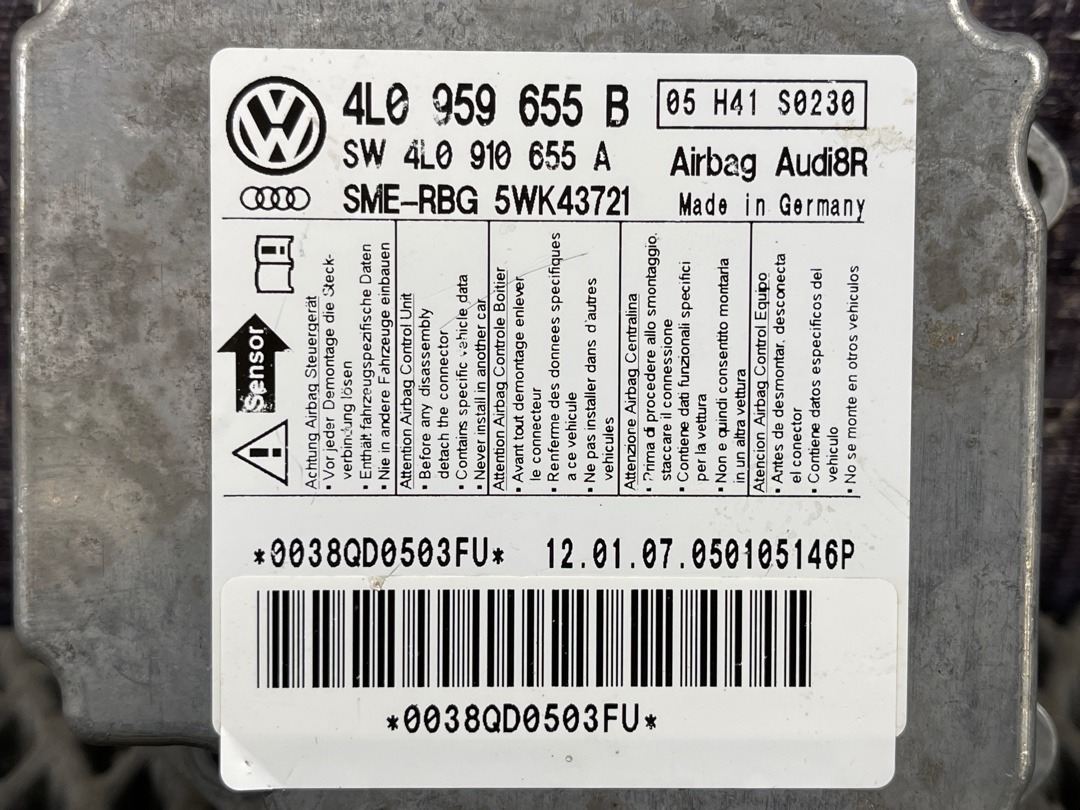 4L0 959 655 B
05 H41 S0230
SW 4L0 910 655 A
Airbag Audi8R
SME-RBG 5WK43721
Made in Germany
Sensor
Achtung Airbag Steuergerät
• Vor jeder Demontage die Steck-
verbindung lösen
• Enthält fahrzeugspezifische Daten
• Nie in andere Fahrzeuge einbauen
Attention Airbag Control Unit
• Before any disassembly
detach the connector
• Contains specific vehicle data
• Never install in another car
Attention Airbag Controle Boitier
• Avant tout demontage enlever
le connecteur
• Renferme des donnees specifiques
a ce vehicule
• Ne pas installer dans d'autres
vehicules
Attenzione Airbag Centralina
• Prima di procedere allo smontaggio,
staccare il connessione
• Contiene dati funzionali specifici
per la vettura
• Non e quindi consentito montarla
in un altra vettura
Atencion Airbag Control Equipo
• Antes de desmontar, desconecta
el conector
• Contiene datos especificos del
vehiculo
• No se monte en otros vehiculos
*0038QD0503FU*
12.01.07.050105146P
*0038QD0503FU*